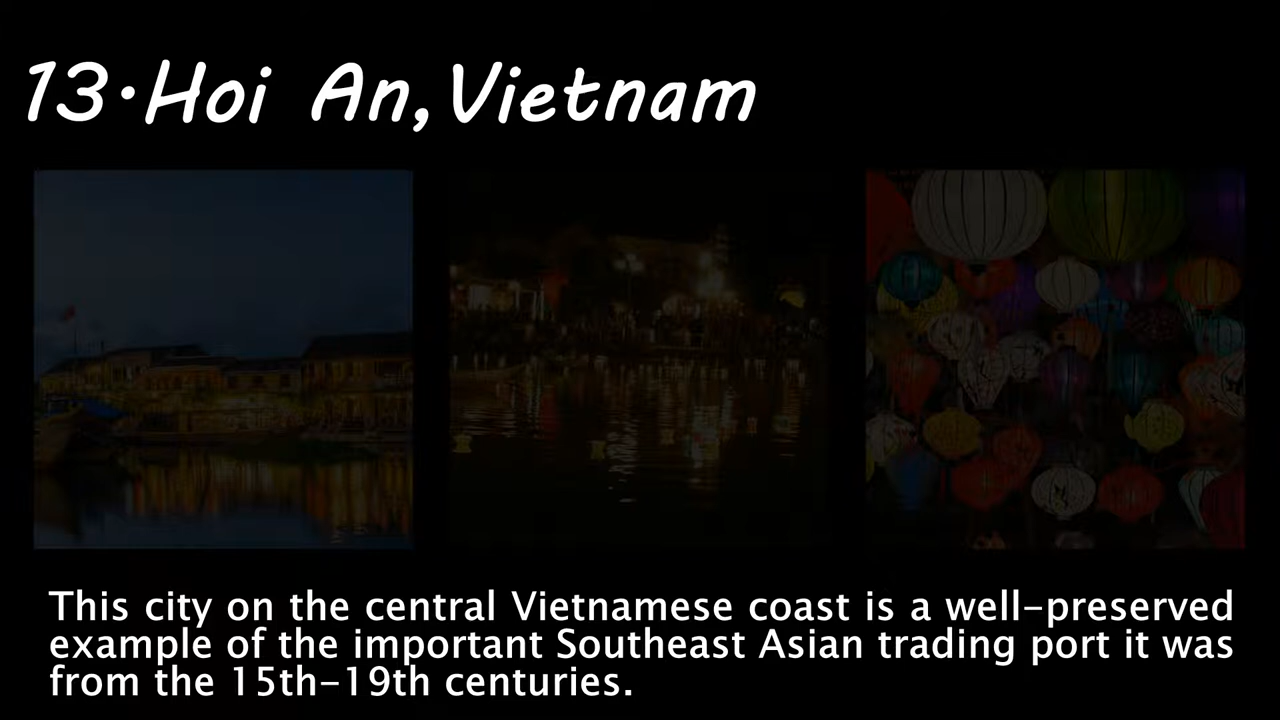 13·Hoi An,Vietnam
This city on the central Vietnamese coast is a well-preserved
example of the important Southeast Asian trading port it was
from the 15th-19th centuries.